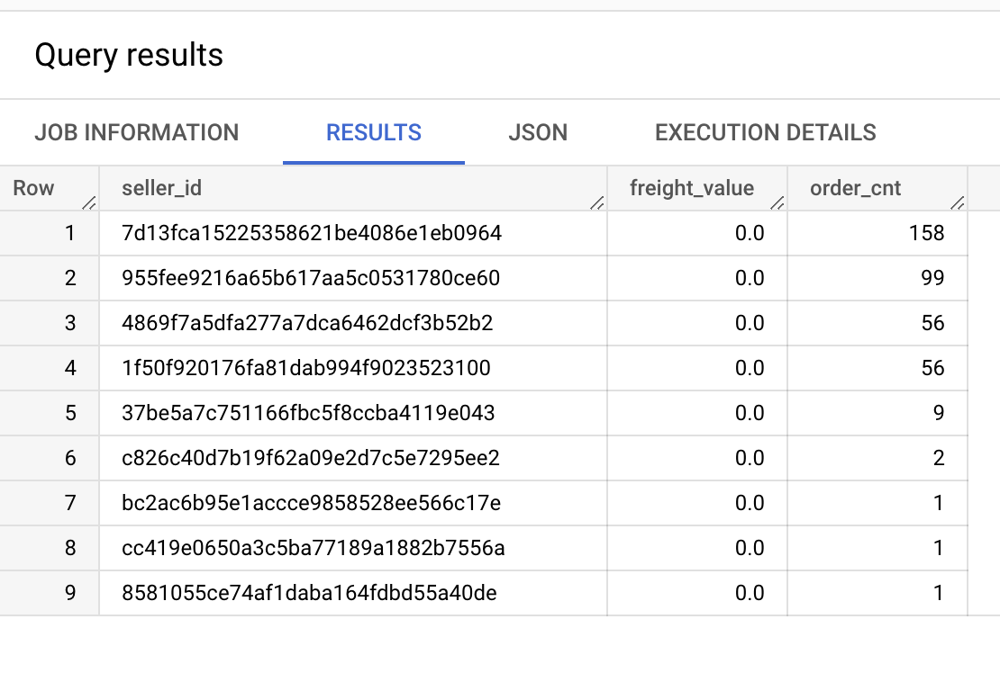 Query results
JOB INFORMATION RESULTS JSON EXECUTION DETAILS
Row seller_id freight_value order_cnt
1 7d13fca15225358621be4086e1eb0964 0.0 158
2 955fee9216a65b617aa5c0531780ce60 0.0 99
3 4869f7a5dfa277a7dca6462dcf3b52b2 0.0 56
4 1f50f920176fa81dab994f9023523100 0.0 56
5 37be5a7c751166fbc5f8ccba4119e043 0.0 9
6 c826c40d7b19f62a09e2d7c5e7295ee2 0.0 2
7 bc2ac6b95e1accce9858528ee566c17e 0.0 1
8 cc419e0650a3c5ba77189a1882b7556a 0.0 1
9 8581055ce74af1daba164fdbd55a40de 0.0 1